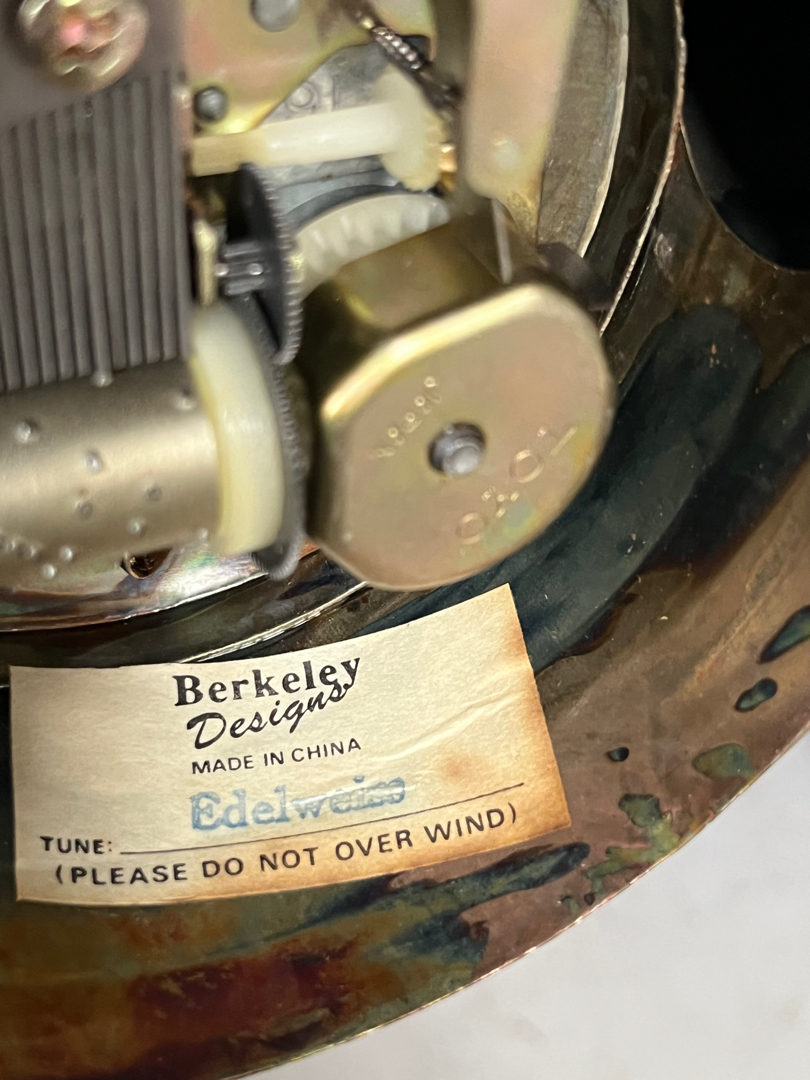 Berkeley
Designs
MADE IN CHINA
Edelweiss
TUNE:
(PLEASE DO NOT OVER WIND)